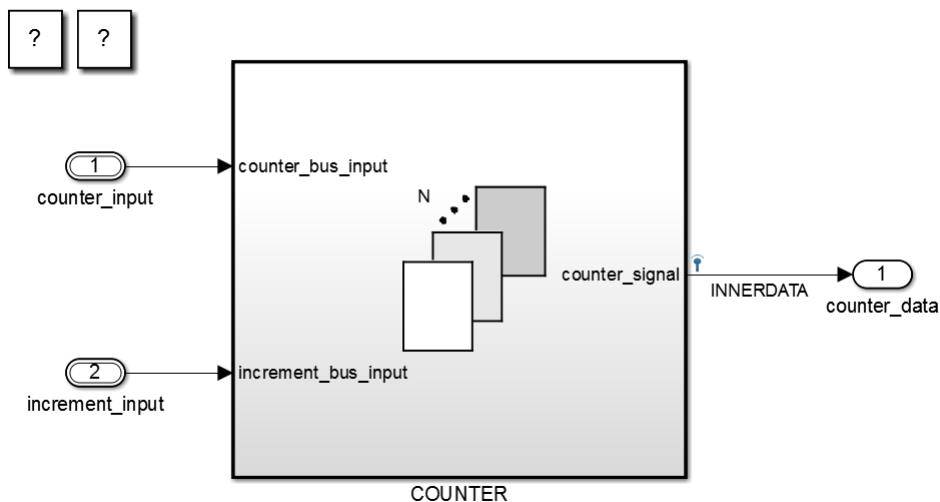 ? ?
1
counter_input
counter_bus_input
N
counter_signal
INNERDATA
1
counter_data
2
increment_input
increment_bus_input
COUNTER